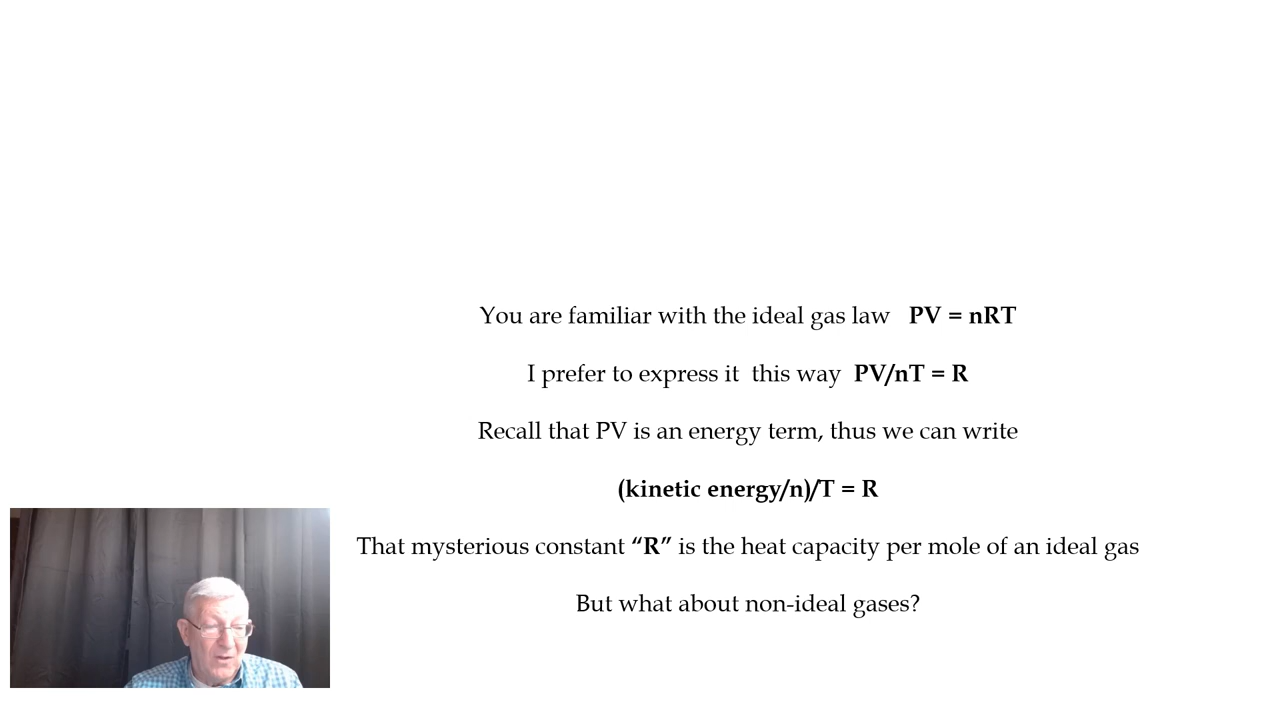 You are familiar with the ideal gas law PV = nRT
I prefer to express it this way PV/nT = R
Recall that PV is an energy term, thus we can write
(kinetic energy/n)/T = R
That mysterious constant “R” is the heat capacity per mole of an ideal gas
But what about non-ideal gases?